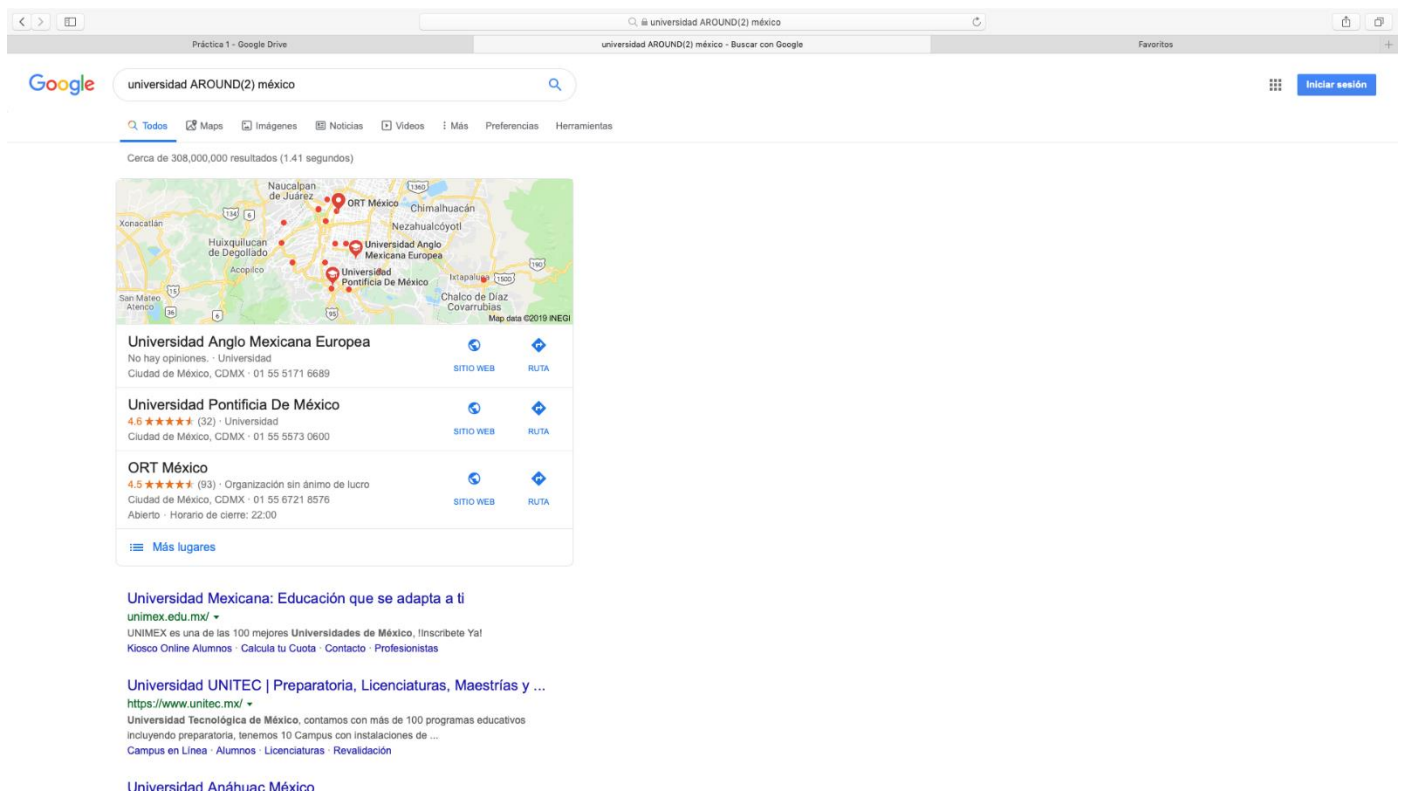 universidad AROUND(2) méxico
Práctica 1 - Google Drive
universidad AROUND(2) méxico - Buscar con Google
Favoritos
Google
universidad AROUND(2) méxico
Iniciar sesión
Todos Maps Imágenes Noticias Videos Más Preferencias Herramientas
Cerca de 308,000,000 resultados (1.41 segundos)
Naucalpan
de Juárez
1360
ORT México
Chimalhuacán
134 6
Xonacatlán
Nezahualcóyotl
Huixquilucan
de Degollado
Universidad Anglo
Mexicana Europea
Acopilco
190
Universidad
Pontificia De México
Ixtapaluca 1500
15
San Mateo
Atenco
Chalco de Díaz
Covarrubias
36 6 95
Map data ©2019 INEGI
Universidad Anglo Mexicana Europea
No hay opiniones. · Universidad
Ciudad de México, CDMX · 01 55 5171 6689
SITIO WEB RUTA
Universidad Pontificia De México
4.6 (32) · Universidad
Ciudad de México, CDMX · 01 55 5573 0600
SITIO WEB RUTA
ORT México
4.5 (93) · Organización sin ánimo de lucro
Ciudad de México, CDMX · 01 55 6721 8576
SITIO WEB RUTA
Abierto · Horario de cierre: 22:00
Más lugares
Universidad Mexicana: Educación que se adapta a ti
unimex.edu.mx/
UNIMEX es una de las 100 mejores Universidades de México, !Inscribete Ya!
Kiosco Online Alumnos · Calcula tu Cuota · Contacto · Profesionistas
Universidad UNITEC | Preparatoria, Licenciaturas, Maestrías y ...
https://www.unitec.mx/
Universidad Tecnológica de México, contamos con más de 100 programas educativos
incluyendo preparatoria, tenemos 10 Campus con instalaciones de ...
Campus en Línea · Alumnos · Licenciaturas · Revalidación
Universidad Anáhuac México